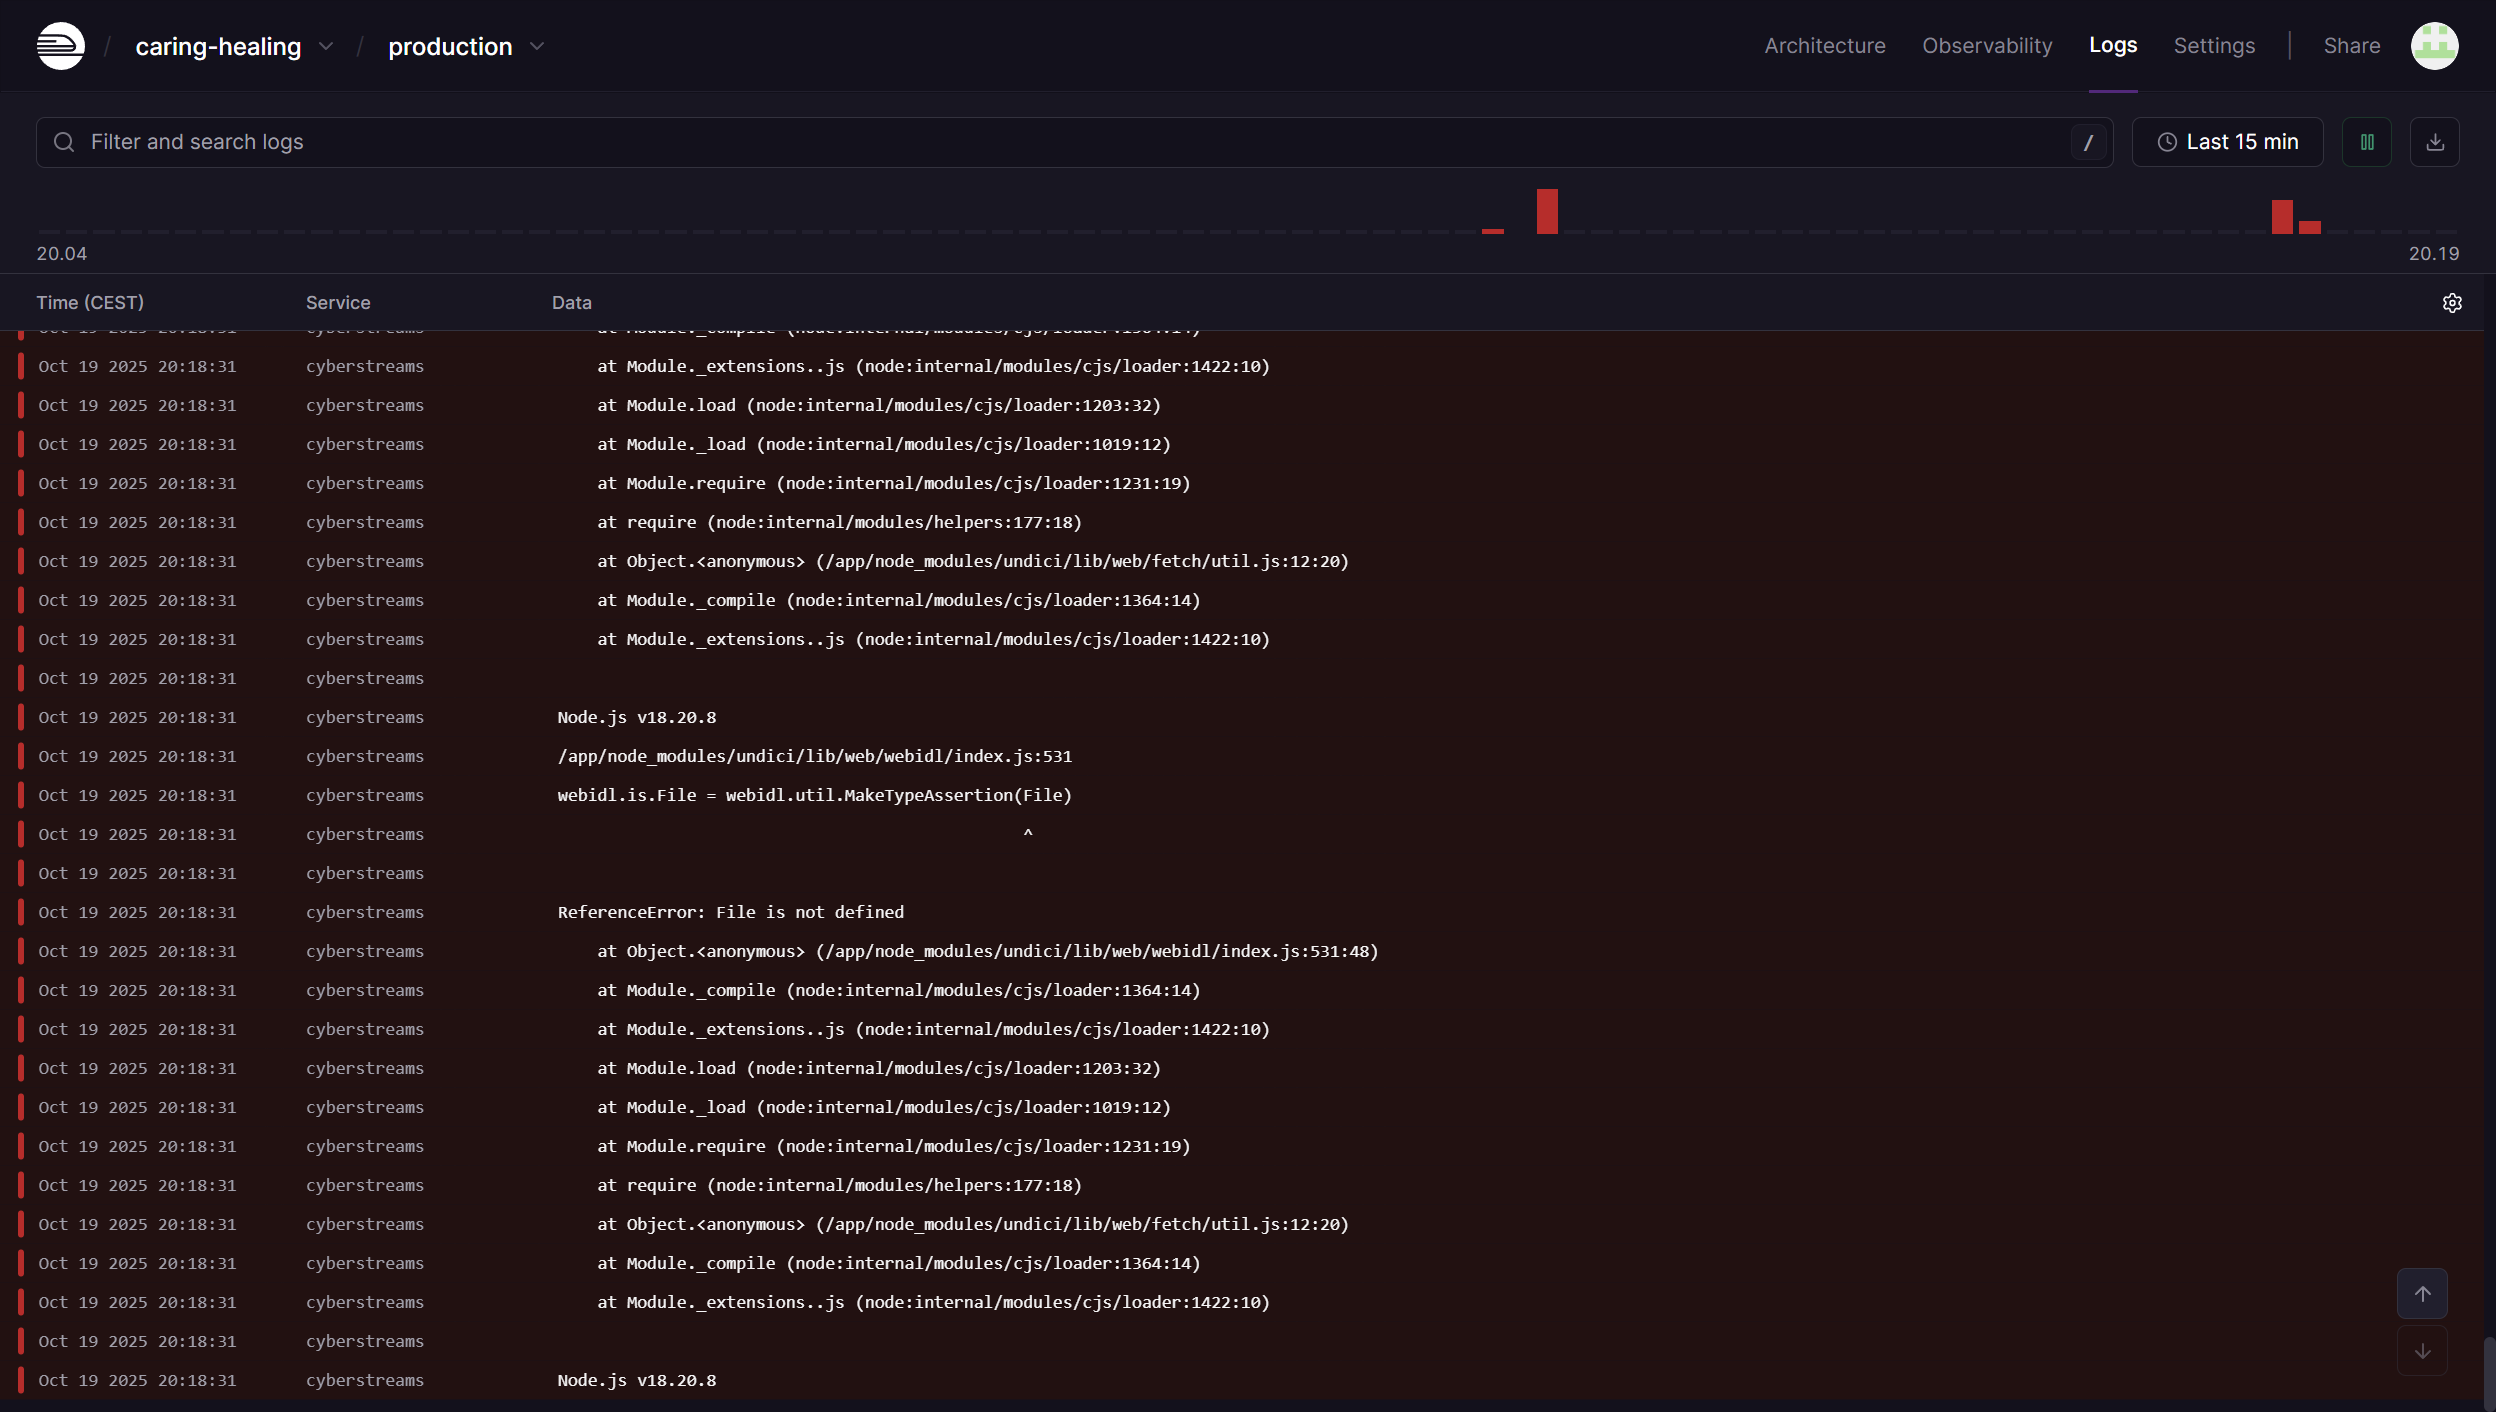 / caring-healing / production Architecture Observability Logs Settings | Share
Filter and search logs / Last 15 min
20.04 20.19
Time (CEST) Service Data
Oct 19 2025 20:18:31 cyberstreams at Module._compile (node:internal/modules/cjs/loader:1364:14)
Oct 19 2025 20:18:31 cyberstreams at Module._extensions..js (node:internal/modules/cjs/loader:1422:10)
Oct 19 2025 20:18:31 cyberstreams at Module.load (node:internal/modules/cjs/loader:1203:32)
Oct 19 2025 20:18:31 cyberstreams at Module._load (node:internal/modules/cjs/loader:1019:12)
Oct 19 2025 20:18:31 cyberstreams at Module.require (node:internal/modules/cjs/loader:1231:19)
Oct 19 2025 20:18:31 cyberstreams at require (node:internal/modules/helpers:177:18)
Oct 19 2025 20:18:31 cyberstreams at Object.<anonymous> (/app/node_modules/undici/lib/web/fetch/util.js:12:20)
Oct 19 2025 20:18:31 cyberstreams at Module._compile (node:internal/modules/cjs/loader:1364:14)
Oct 19 2025 20:18:31 cyberstreams at Module._extensions..js (node:internal/modules/cjs/loader:1422:10)
Oct 19 2025 20:18:31 cyberstreams
Oct 19 2025 20:18:31 cyberstreams Node.js v18.20.8
Oct 19 2025 20:18:31 cyberstreams /app/node_modules/undici/lib/web/webidl/index.js:531
Oct 19 2025 20:18:31 cyberstreams webidl.is.File = webidl.util.MakeTypeAssertion(File)
Oct 19 2025 20:18:31 cyberstreams ^
Oct 19 2025 20:18:31 cyberstreams
Oct 19 2025 20:18:31 cyberstreams ReferenceError: File is not defined
Oct 19 2025 20:18:31 cyberstreams at Object.<anonymous> (/app/node_modules/undici/lib/web/webidl/index.js:531:48)
Oct 19 2025 20:18:31 cyberstreams at Module._compile (node:internal/modules/cjs/loader:1364:14)
Oct 19 2025 20:18:31 cyberstreams at Module._extensions..js (node:internal/modules/cjs/loader:1422:10)
Oct 19 2025 20:18:31 cyberstreams at Module.load (node:internal/modules/cjs/loader:1203:32)
Oct 19 2025 20:18:31 cyberstreams at Module._load (node:internal/modules/cjs/loader:1019:12)
Oct 19 2025 20:18:31 cyberstreams at Module.require (node:internal/modules/cjs/loader:1231:19)
Oct 19 2025 20:18:31 cyberstreams at require (node:internal/modules/helpers:177:18)
Oct 19 2025 20:18:31 cyberstreams at Object.<anonymous> (/app/node_modules/undici/lib/web/fetch/util.js:12:20)
Oct 19 2025 20:18:31 cyberstreams at Module._compile (node:internal/modules/cjs/loader:1364:14)
Oct 19 2025 20:18:31 cyberstreams at Module._extensions..js (node:internal/modules/cjs/loader:1422:10)
Oct 19 2025 20:18:31 cyberstreams
Oct 19 2025 20:18:31 cyberstreams Node.js v18.20.8